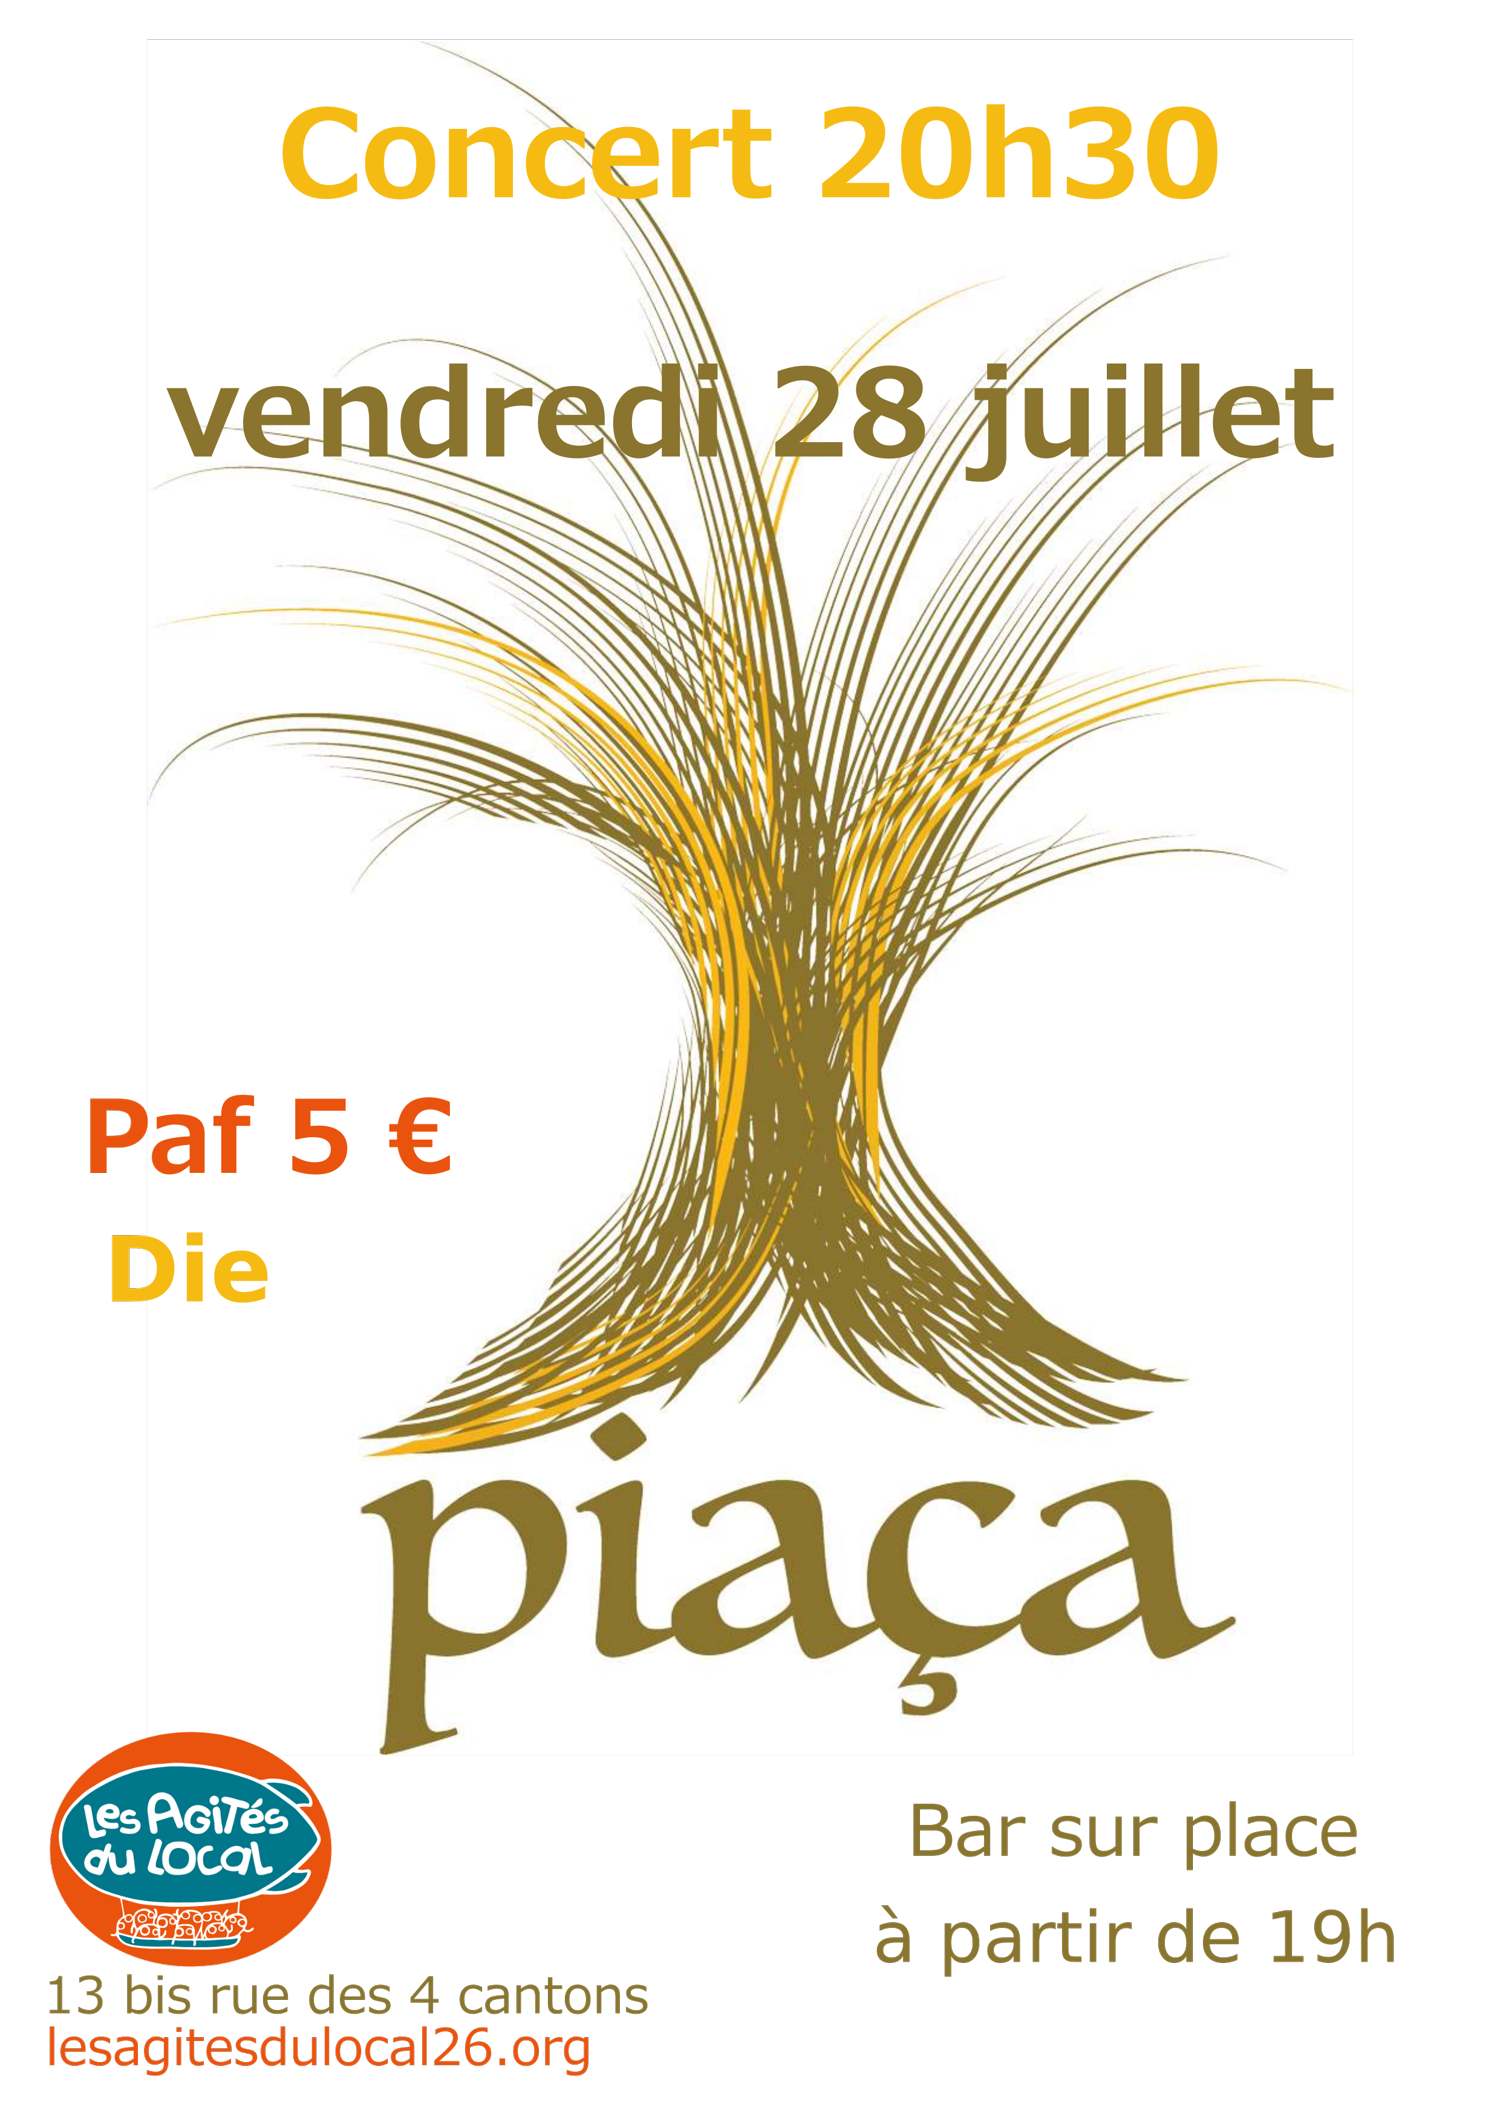 Concert 20h30
vendredi 28 juillet
Paf 5 €
Die
piaça
Les Agités
du Local
Bar sur place
à partir de 19h
13 bis rue des 4 cantons
lesagitesdulocal26.org